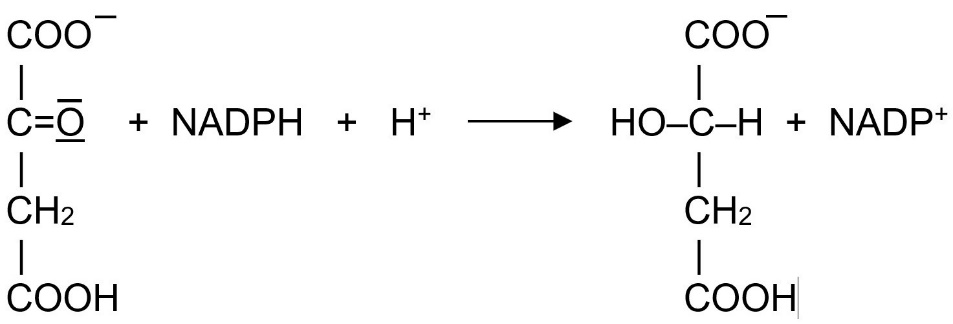 COO⁻ COO⁻
C=O + NADPH + H⁺ ⟶ HO–C–H + NADP⁺
CH₂ CH₂
COOH COOH